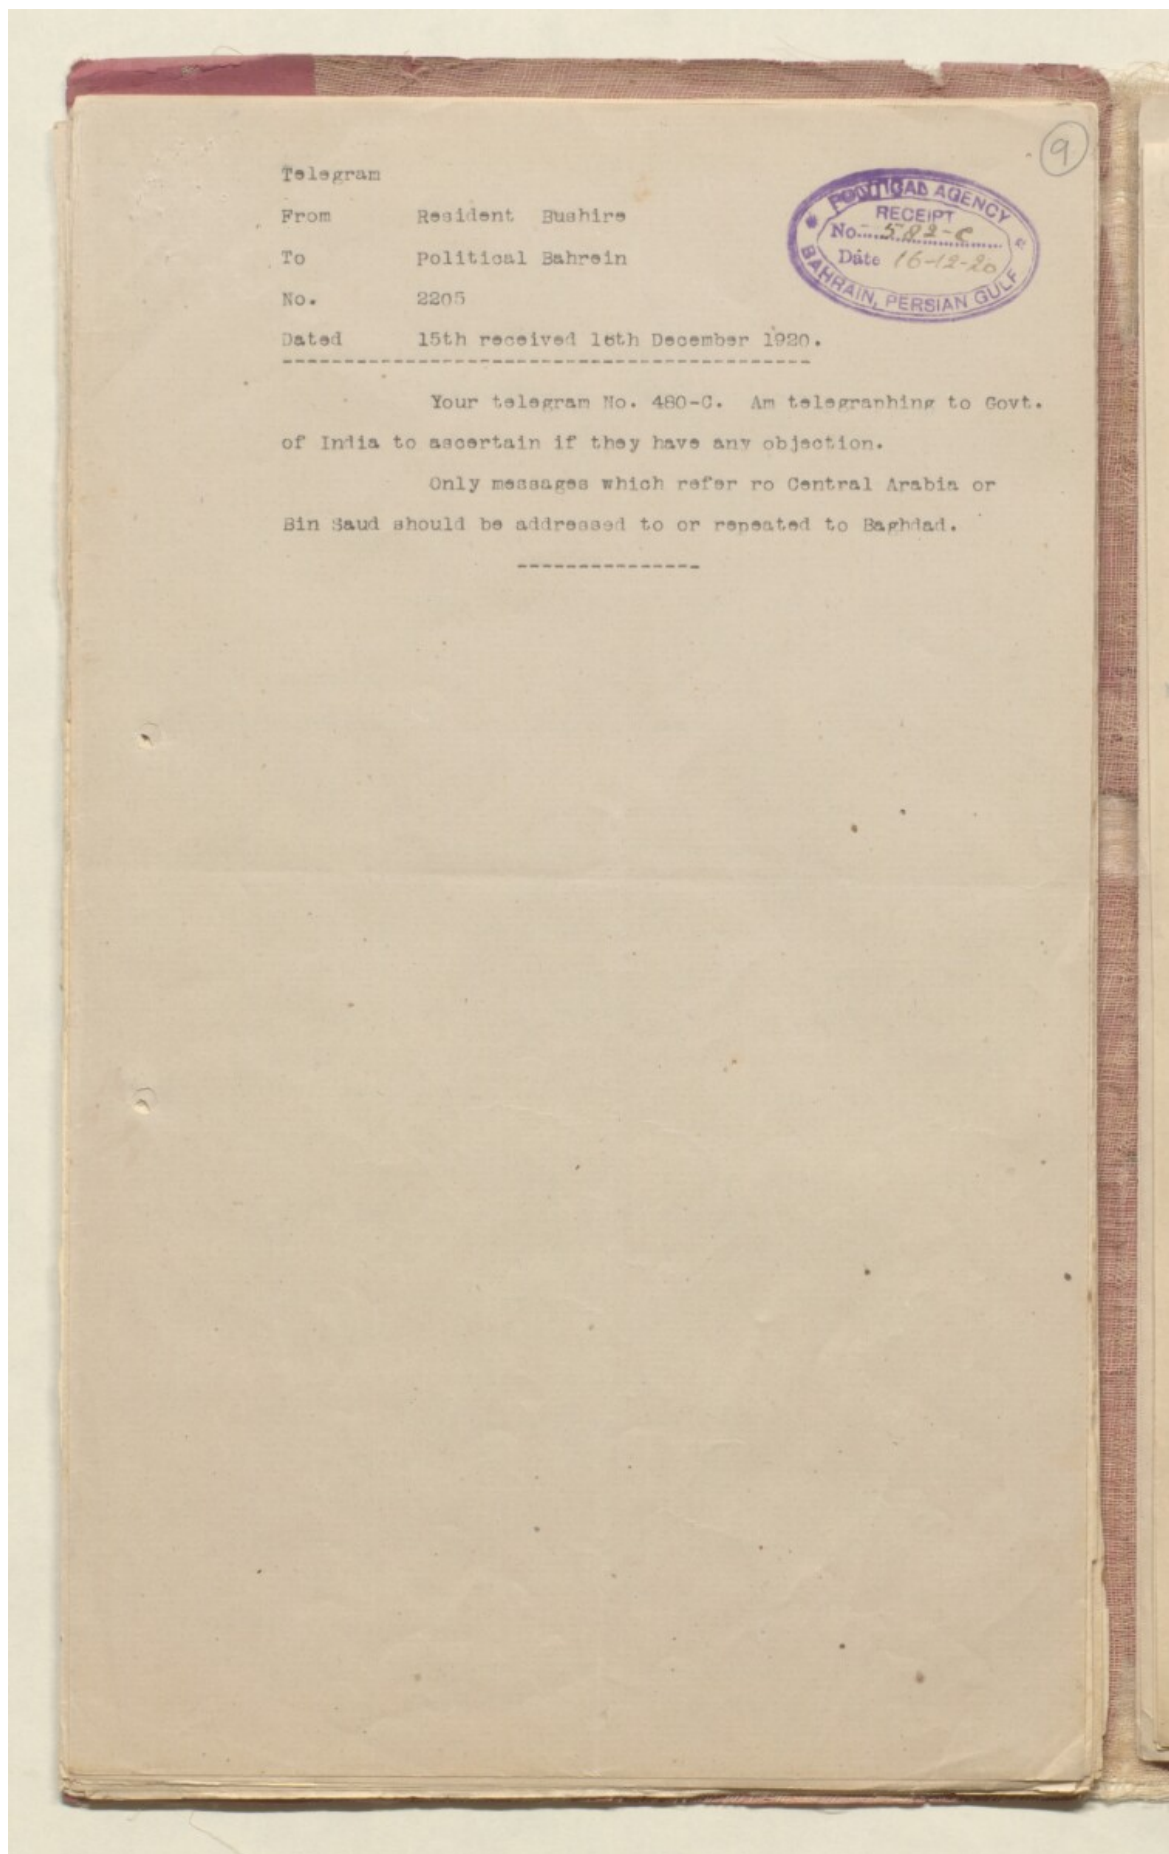 9
Telegram
From Resident Bushire
To Political Bahrein
No. 2205
Dated 15th received 16th December 1920.
POLITICAL AGENCY
RECEIPT
No. 582-C
Date 16-12-20
BAHRAIN, PERSIAN GULF
Your telegram No. 480-C. Am telegraphing to Govt.
of India to ascertain if they have any objection.
Only messages which refer ro Central Arabia or
Bin Saud should be addressed to or repeated to Baghdad.